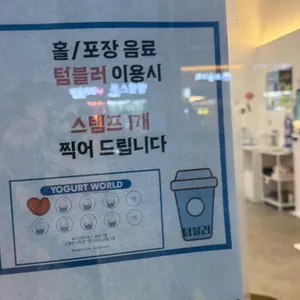 홀/포장 음료
텀블러 이용시
스템프 1개
찍어 드립니다
YOGURT WORLD
텀블러